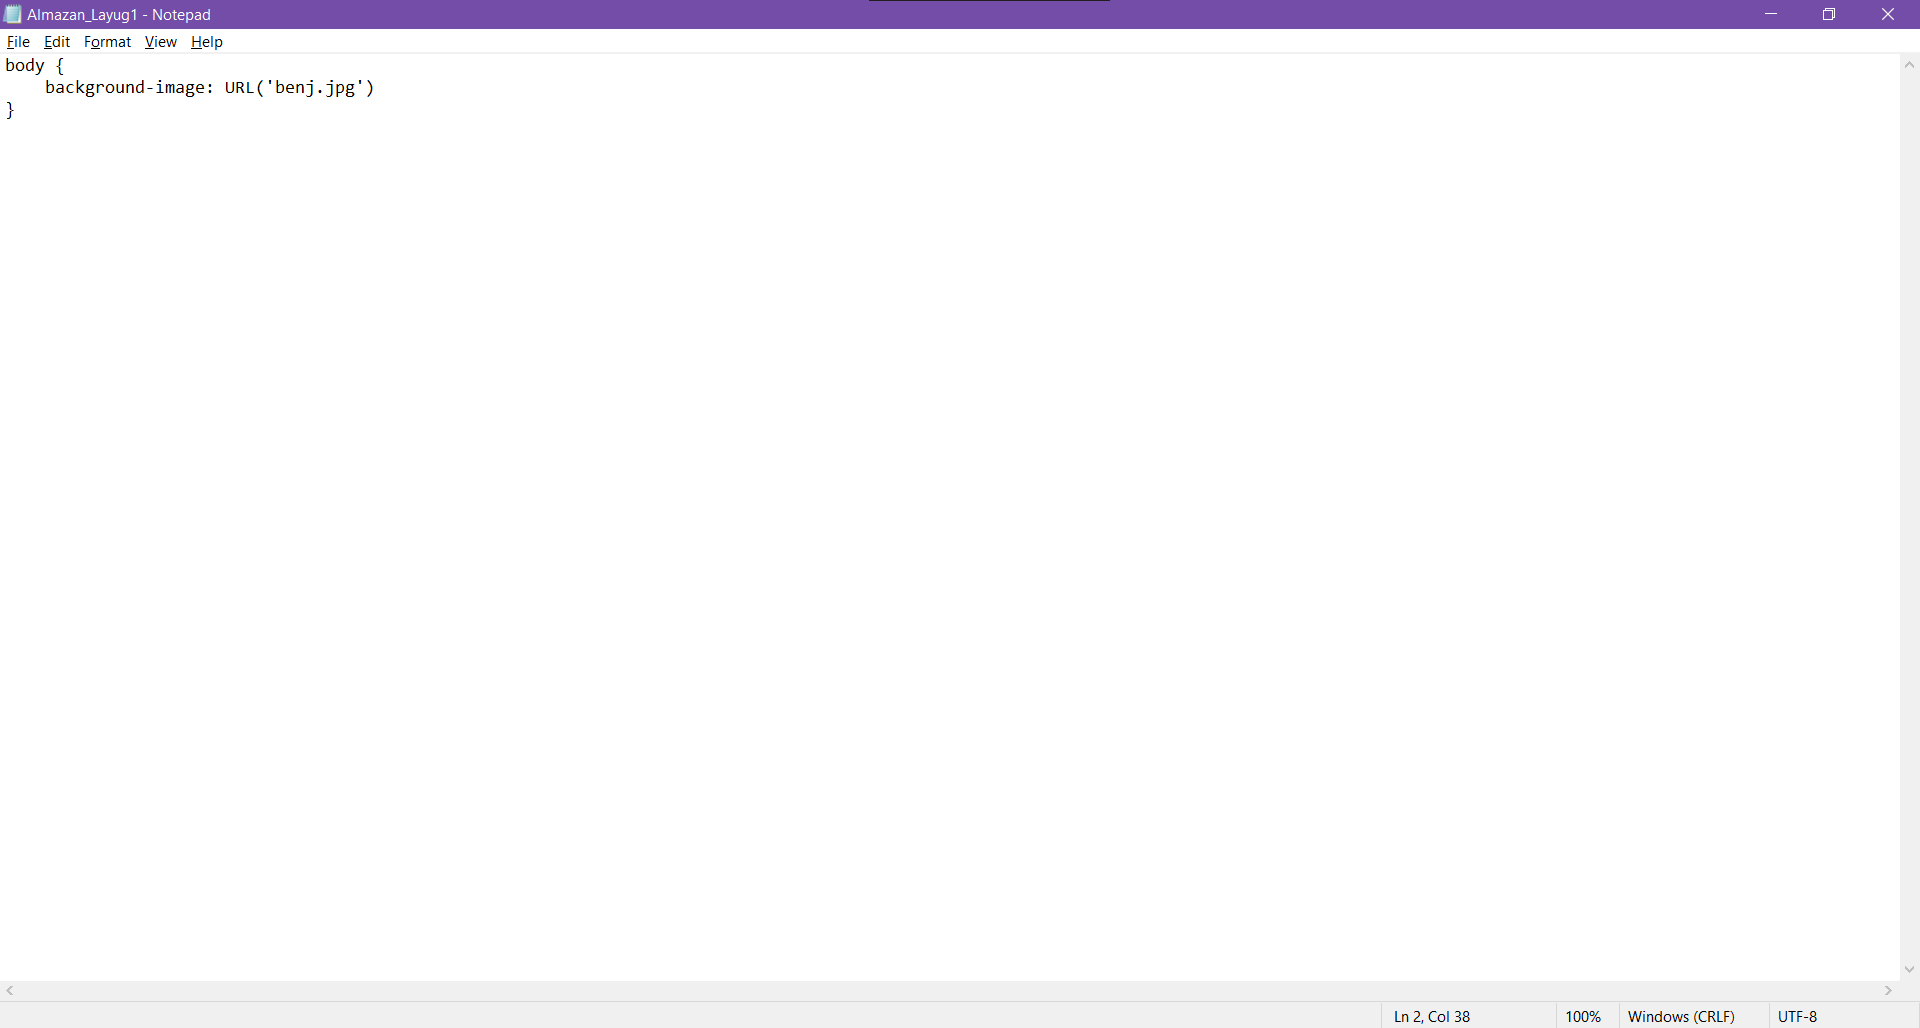 Almazan_Layug1 - Notepad
File Edit Format View Help
body {
    background-image: URL('benj.jpg')
}
Ln 2, Col 38 100% Windows (CRLF) UTF-8